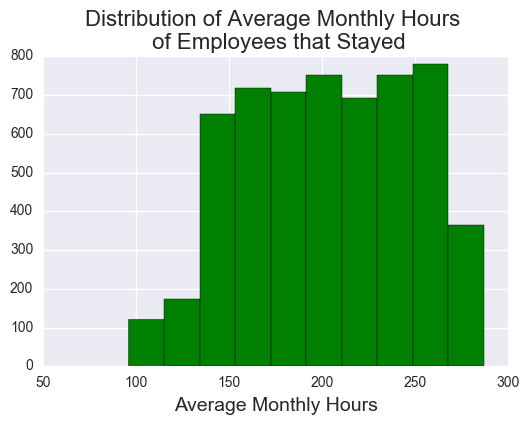 Distribution of Average Monthly Hours
of Employees that Stayed
800
700
600
500
400
300
200
100
0
50 100 150 200 250 300
Average Monthly Hours